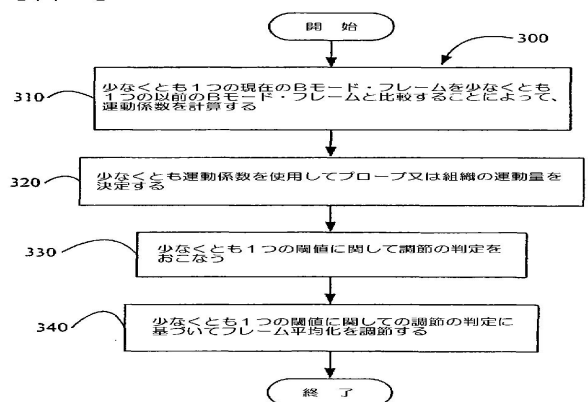 開 始
300
310
少なくとも1つの現在のBモード・フレームを少なくとも
1つの以前のBモード・フレームと比較することによって、
運動係数を計算する
320
少なくとも運動係数を使用してプローブ又は組織の運動量を
決定する
330
少なくとも1つの閾値に関して調節の判定を
おこなう
340
少なくとも1つの閾値に関しての調節の判定に
基づいてフレーム平均化を調節する
終 了